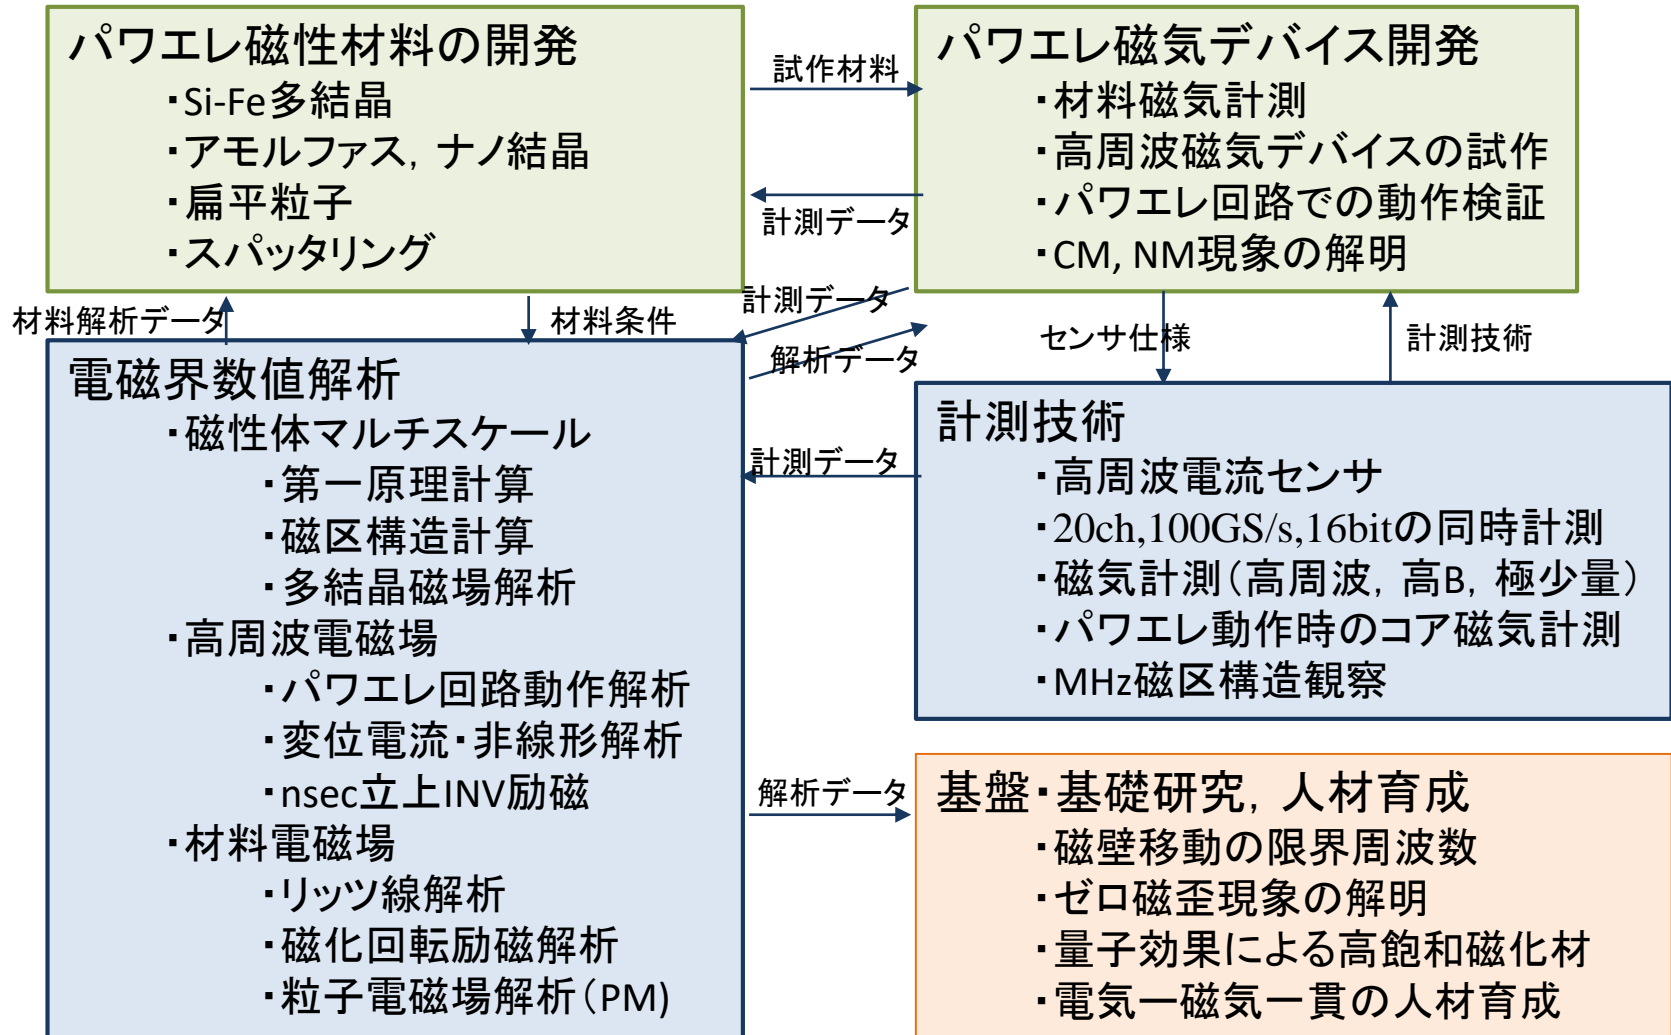 パワエレ磁性材料の開発
・Si-Fe多結晶
・アモルファス，ナノ結晶
・扁平粒子
・スパッタリング
試作材料
計測データ
パワエレ磁気デバイス開発
・材料磁気計測
・高周波磁気デバイスの試作
・パワエレ回路での動作検証
・CM, NM現象の解明
材料解析データ
材料条件
計測データ
解析データ
センサ仕様
計測技術
電磁界数値解析
・磁性体マルチスケール
・第一原理計算
・磁区構造計算
・多結晶磁場解析
・高周波電磁場
・パワエレ回路動作解析
・変位電流・非線形解析
・nsec立上INV励磁
・材料電磁場
・リッツ線解析
・磁化回転励磁解析
・粒子電磁場解析（PM)
計測データ
計測技術
・高周波電流センサ
・20ch,100GS/s,16bitの同時計測
・磁気計測（高周波，高B，極少量）
・パワエレ動作時のコア磁気計測
・MHz磁区構造観察
解析データ
基盤・基礎研究，人材育成
・磁壁移動の限界周波数
・ゼロ磁歪現象の解明
・量子効果による高飽和磁化材
・電気ー磁気一貫の人材育成